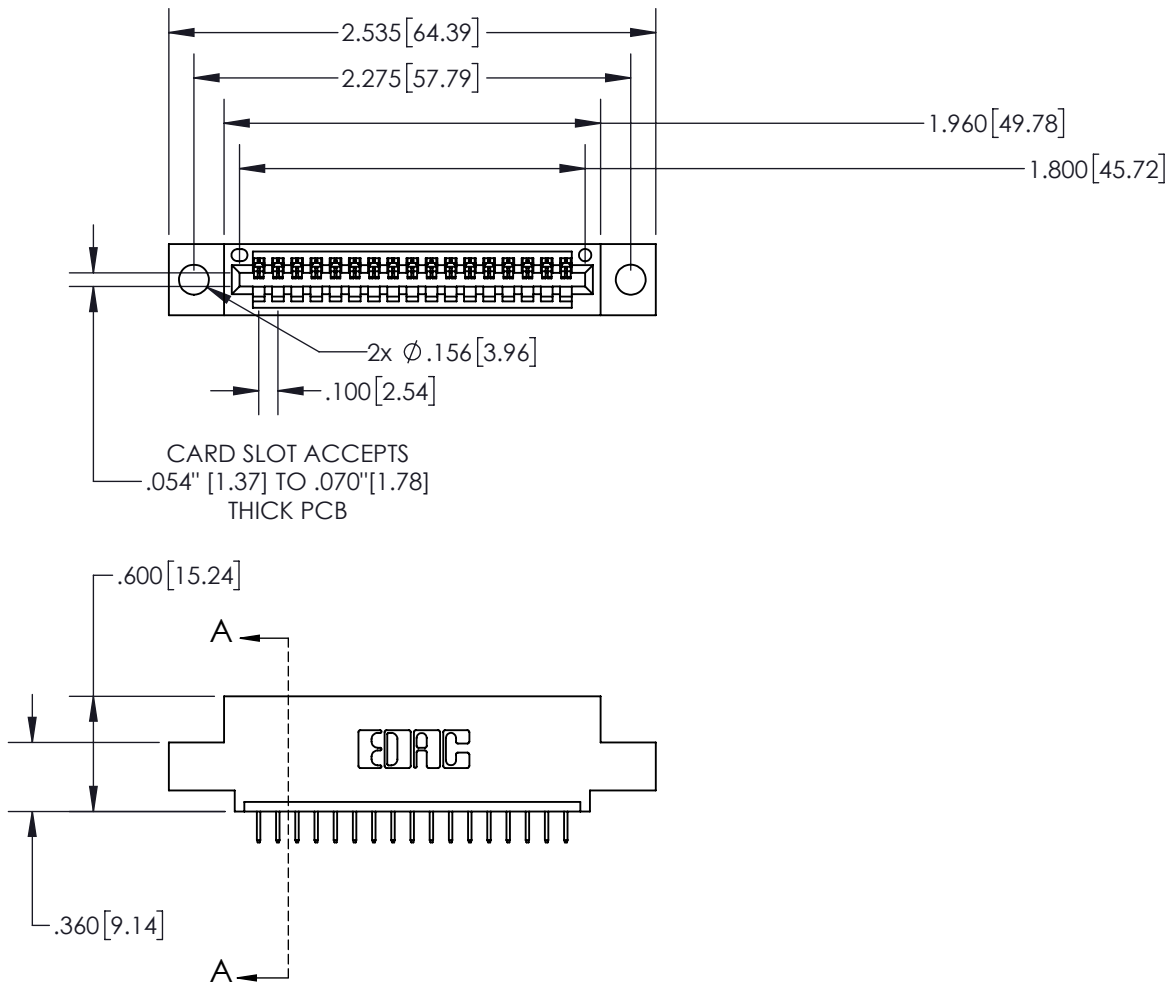 2.535[64.39]
2.275[57.79]
1.960[49.78]
1.800[45.72]
2x ∅.156[3.96]
.100[2.54]
CARD SLOT ACCEPTS
.054" [1.37] TO .070"[1.78]
THICK PCB
.600[15.24]
A
EDAC
.360[9.14]
A